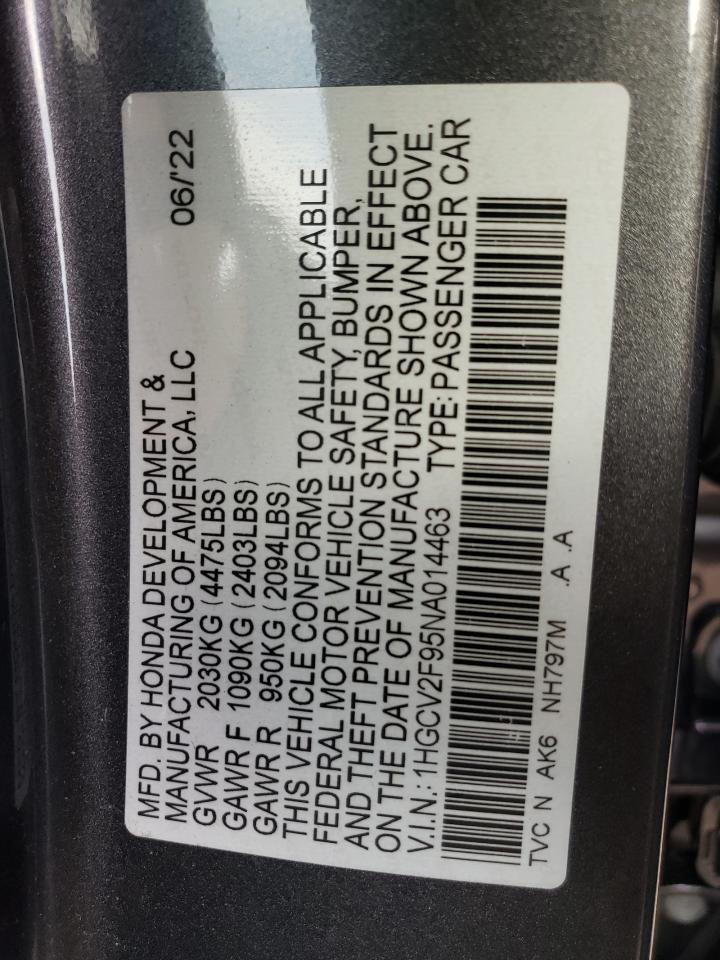 MFD. BY HONDA DEVELOPMENT &
MANUFACTURING OF AMERICA, LLC 06/'22
GVWR 2030KG (4475LBS)
GAWR F 1090KG (2403LBS)
GAWR R 950KG (2094LBS)
THIS VEHICLE CONFORMS TO ALL APPLICABLE
FEDERAL MOTOR VEHICLE SAFETY, BUMPER,
AND THEFT PREVENTION STANDARDS IN EFFECT
ON THE DATE OF MANUFACTURE SHOWN ABOVE.
V.I.N.: 1HGCV2F95NA014463 TYPE: PASSENGER CAR
TVC N AK6 NH797M .A .A